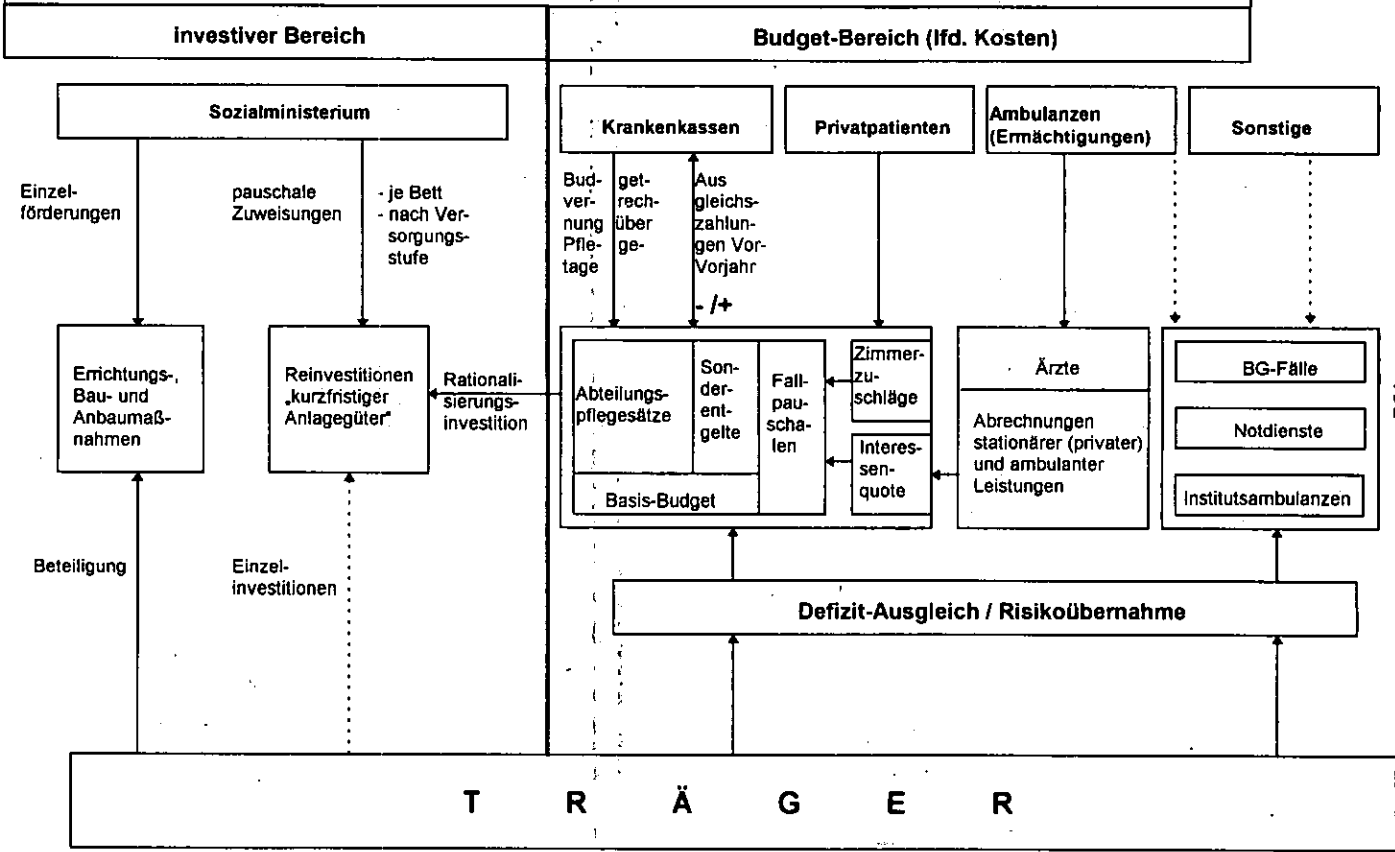 investiver Bereich
Budget-Bereich (lfd. Kosten)
Sozialministerium
Krankenkassen
Privatpatienten
Ambulanzen
(Ermächtigungen)
Sonstige
Einzel-
förderungen
pauschale
Zuweisungen
- je Bett
- nach Ver-
sorgungs-
stufe
Bud- get-
ver- rech-
nung über
Pfle- ge-
tage
Aus
gleichs-
zahlun-
gen Vor-
Vorjahr
- /+
Errichtungs-,
Bau- und
Anbaumaß-
nahmen
Reinvestitionen
„kurzfristiger
Anlagegüter"
Rationali-
sierungs-
investition
Abteilungs-
pflegesätze
Son-
der-
ent-
gelte
Fall-
pau-
scha-
len
Basis-Budget
Zimmer-
zu-
schläge
Interes-
sen-
quote
Ärzte
Abrechnungen
stationärer (privater)
und ambulanter
Leistungen
BG-Fälle
Notdienste
Institutsambulanzen
Beteiligung
Einzel-
investitionen
Defizit-Ausgleich / Risikoübernahme
T R Ä G E R